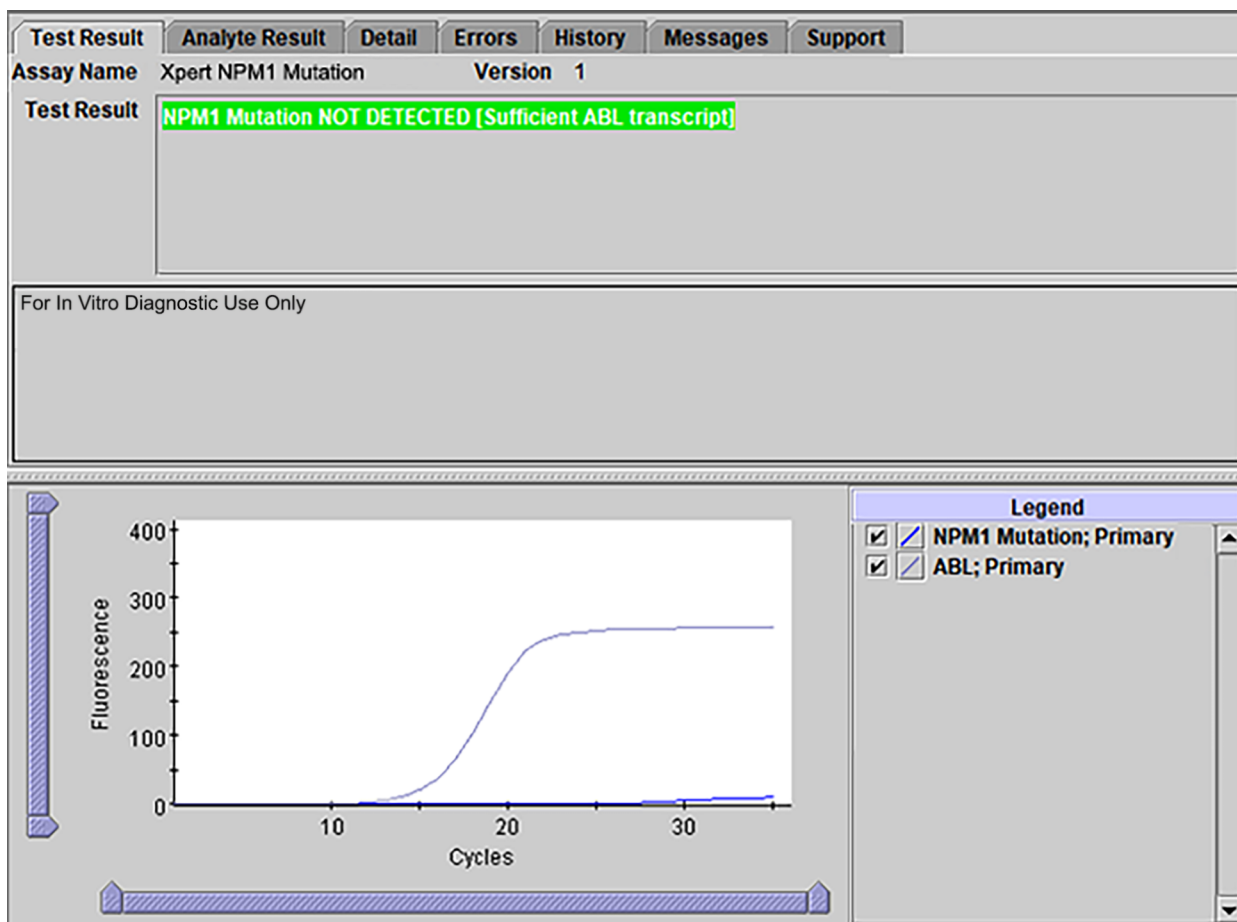 Test Result Analyte Result Detail Errors History Messages Support
Assay Name Xpert NPM1 Mutation Version 1
Test Result NPM1 Mutation NOT DETECTED [Sufficient ABL transcript]
For In Vitro Diagnostic Use Only
Legend
NPM1 Mutation; Primary
ABL; Primary
400
300
200
100
0
Fluorescence
10 20 30
Cycles